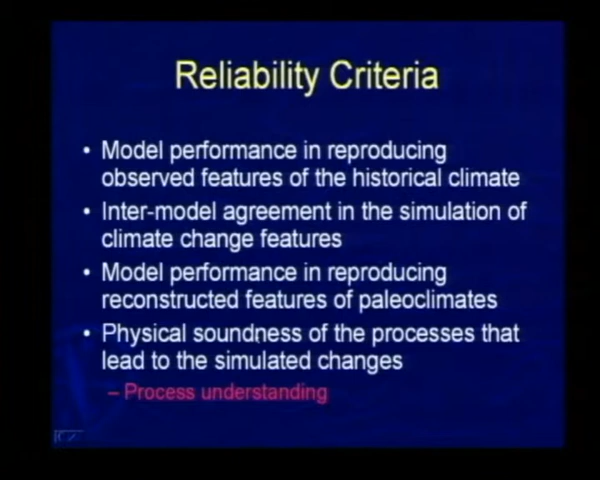 Reliability Criteria
• Model performance in reproducing
observed features of the historical climate
• Inter-model agreement in the simulation of
climate change features
• Model performance in reproducing
reconstructed features of paleoclimates
• Physical soundness of the processes that
lead to the simulated changes
– Process understanding